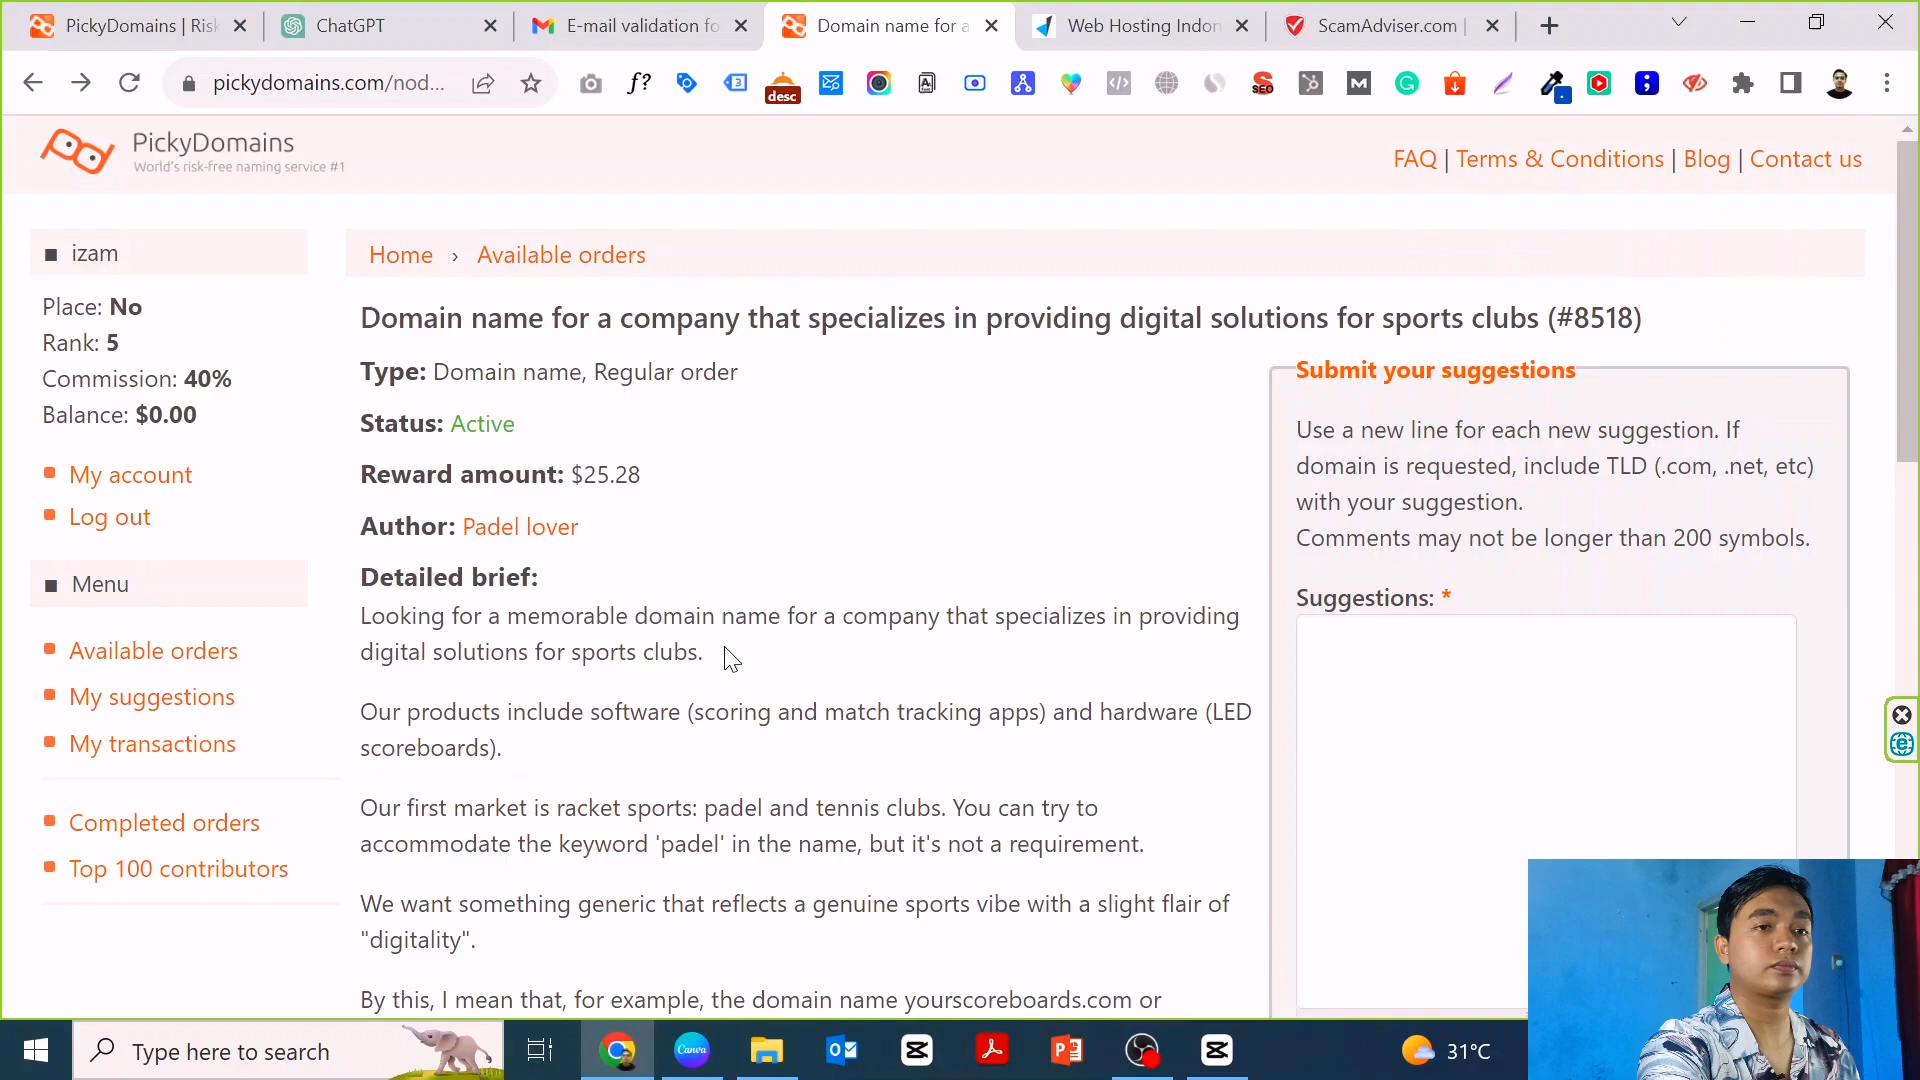 PickyDomains | Risk
ChatGPT
E-mail validation fo
Domain name for a
Web Hosting Indon
ScamAdviser.com |
pickydomains.com/nod...
f?
3
desc
SEO
M
PickyDomains
World's risk-free naming service #1
FAQ | Terms & Conditions | Blog | Contact us
izam
Place: No
Rank: 5
Commission: 40%
Balance: $0.00
My account
Log out
Menu
Available orders
My suggestions
My transactions
Completed orders
Top 100 contributors
Home › Available orders
Domain name for a company that specializes in providing digital solutions for sports clubs (#8518)
Type: Domain name, Regular order
Status: Active
Reward amount: $25.28
Author: Padel lover
Detailed brief:
Looking for a memorable domain name for a company that specializes in providing
digital solutions for sports clubs.
Our products include software (scoring and match tracking apps) and hardware (LED
scoreboards).
Our first market is racket sports: padel and tennis clubs. You can try to
accommodate the keyword 'padel' in the name, but it's not a requirement.
We want something generic that reflects a genuine sports vibe with a slight flair of
"digitality".
By this, I mean that, for example, the domain name yourscoreboards.com or
Submit your suggestions
Use a new line for each new suggestion. If
domain is requested, include TLD (.com, .net, etc)
with your suggestion.
Comments may not be longer than 200 symbols.
Suggestions: *
Type here to search
Canva
31°C